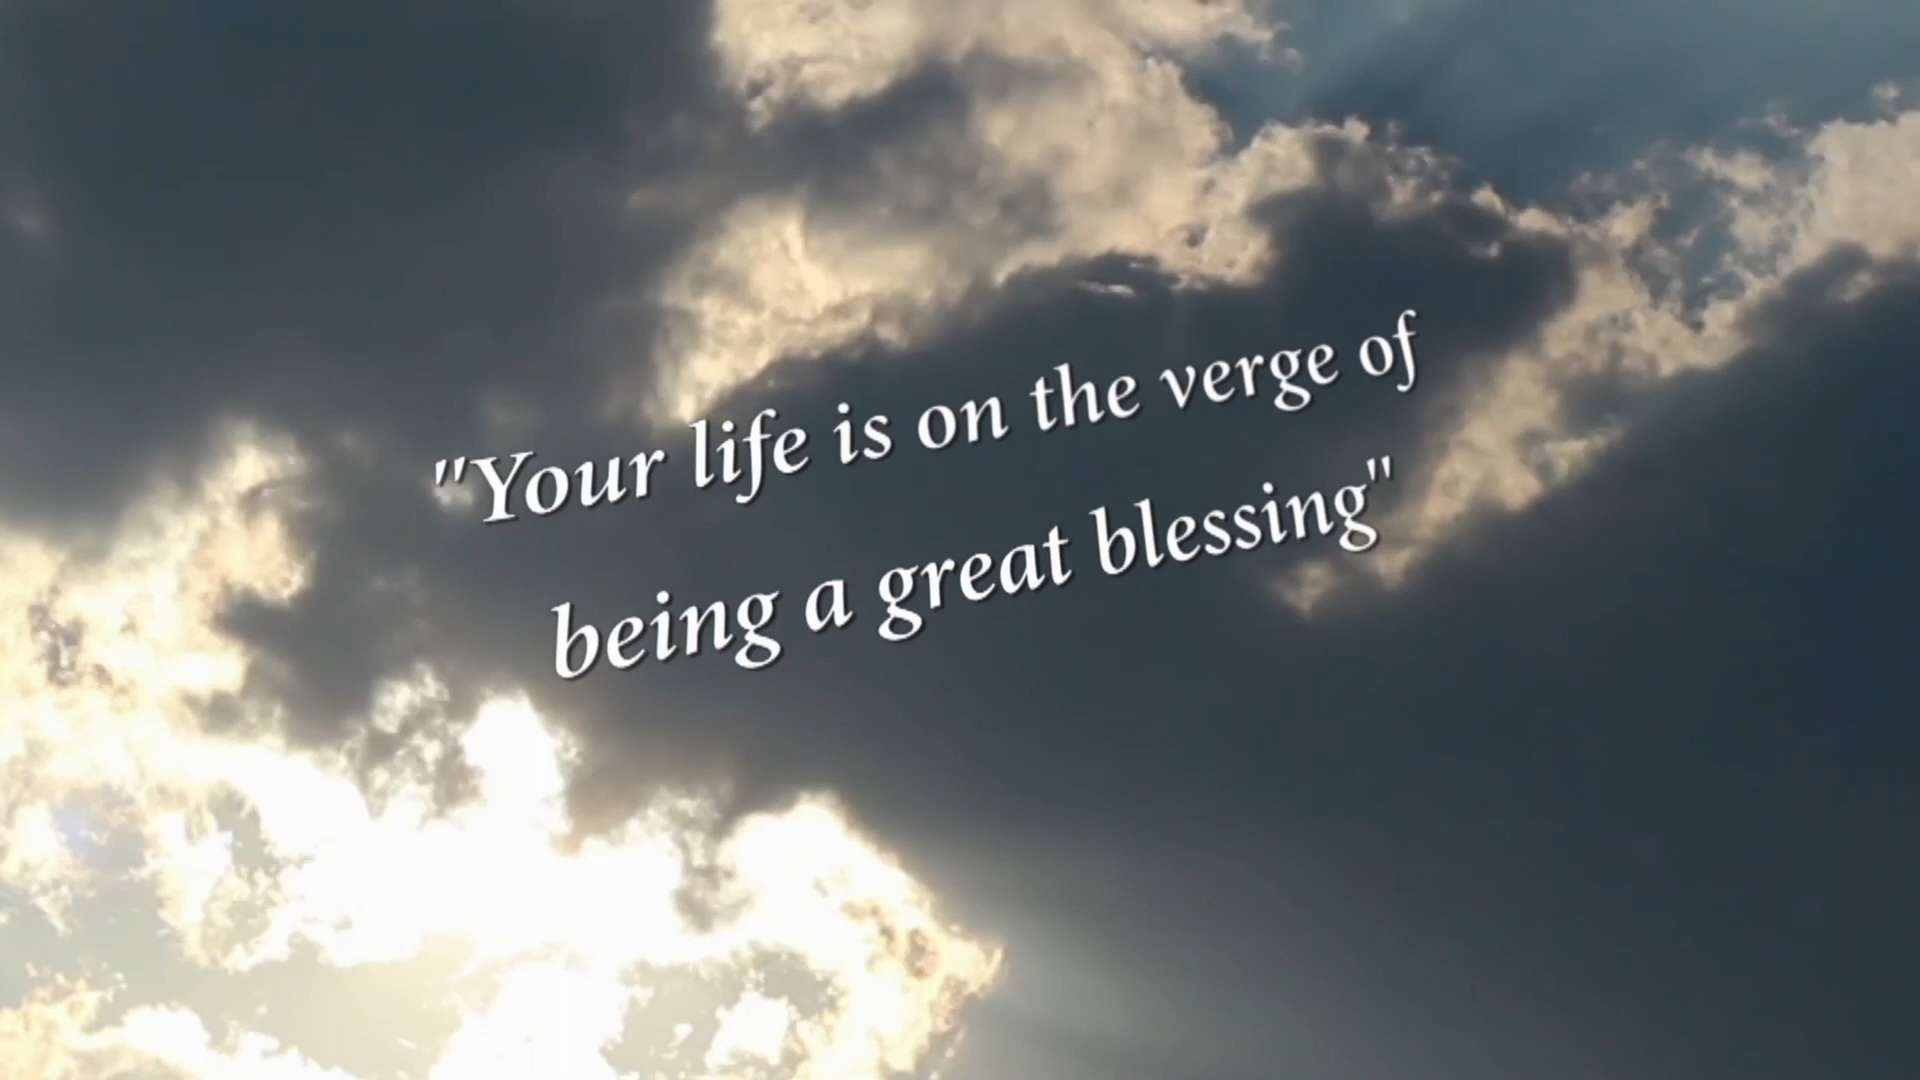 "Your life is on the verge of
being a great blessing"